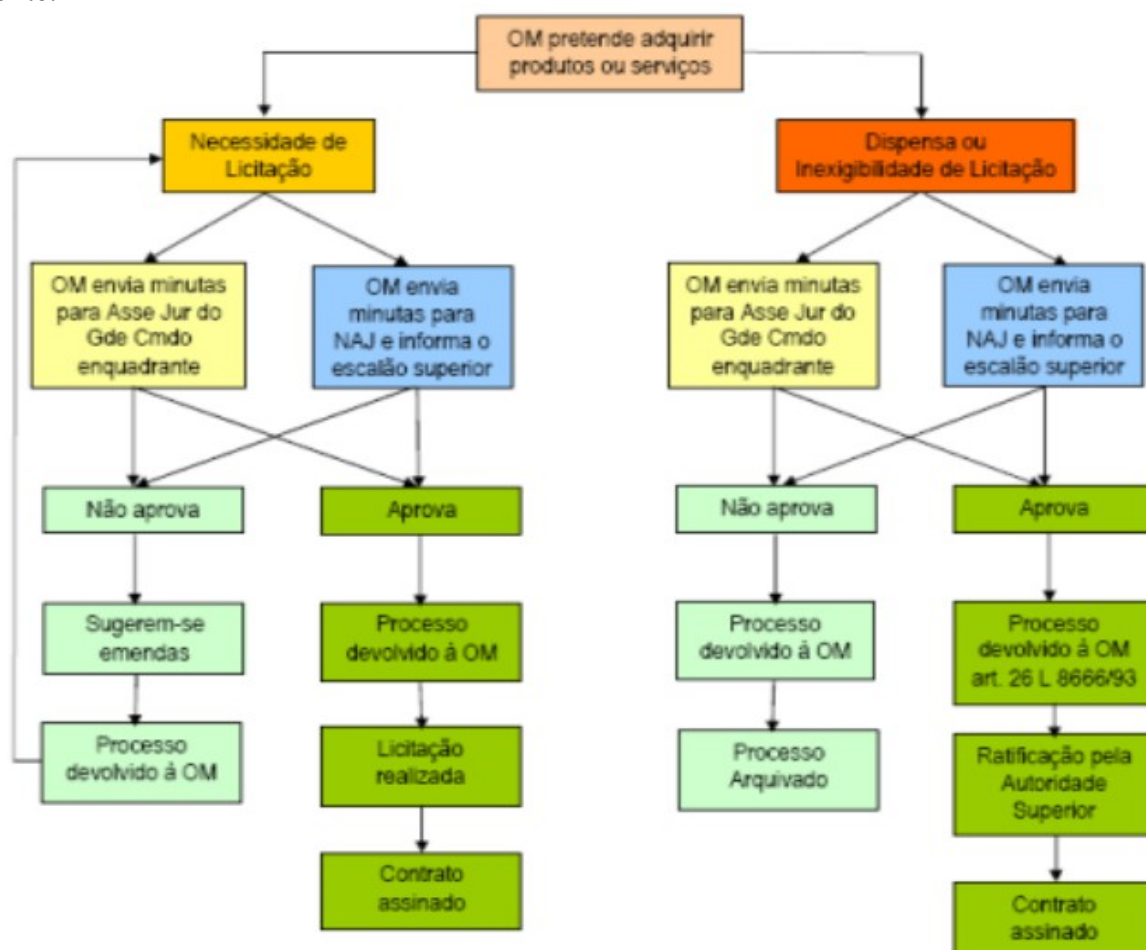 OM pretende adquirir
produtos ou serviços
Necessidade de
Licitação
Dispensa ou
Inexigibilidade de Licitação
OM envia minutas
para Asse Jur do
Gde Cmdo
enquadrante
OM envia
minutas para
NAJ e informa o
escalão superior
OM envia minutas
para Asse Jur do
Gde Cmdo
enquadrante
OM envia
minutas para
NAJ e informa o
escalão superior
Não aprova
Aprova
Não aprova
Aprova
Sugerem-se
emendas
Processo
devolvido á OM
Processo
devolvido á OM
Processo
devolvido á OM
art. 26 L 8666/93
Processo
devolvido á OM
Licitação
realizada
Processo
Arquivado
Ratificação pela
Autoridade
Superior
Contrato
assinado
Contrato
assinado